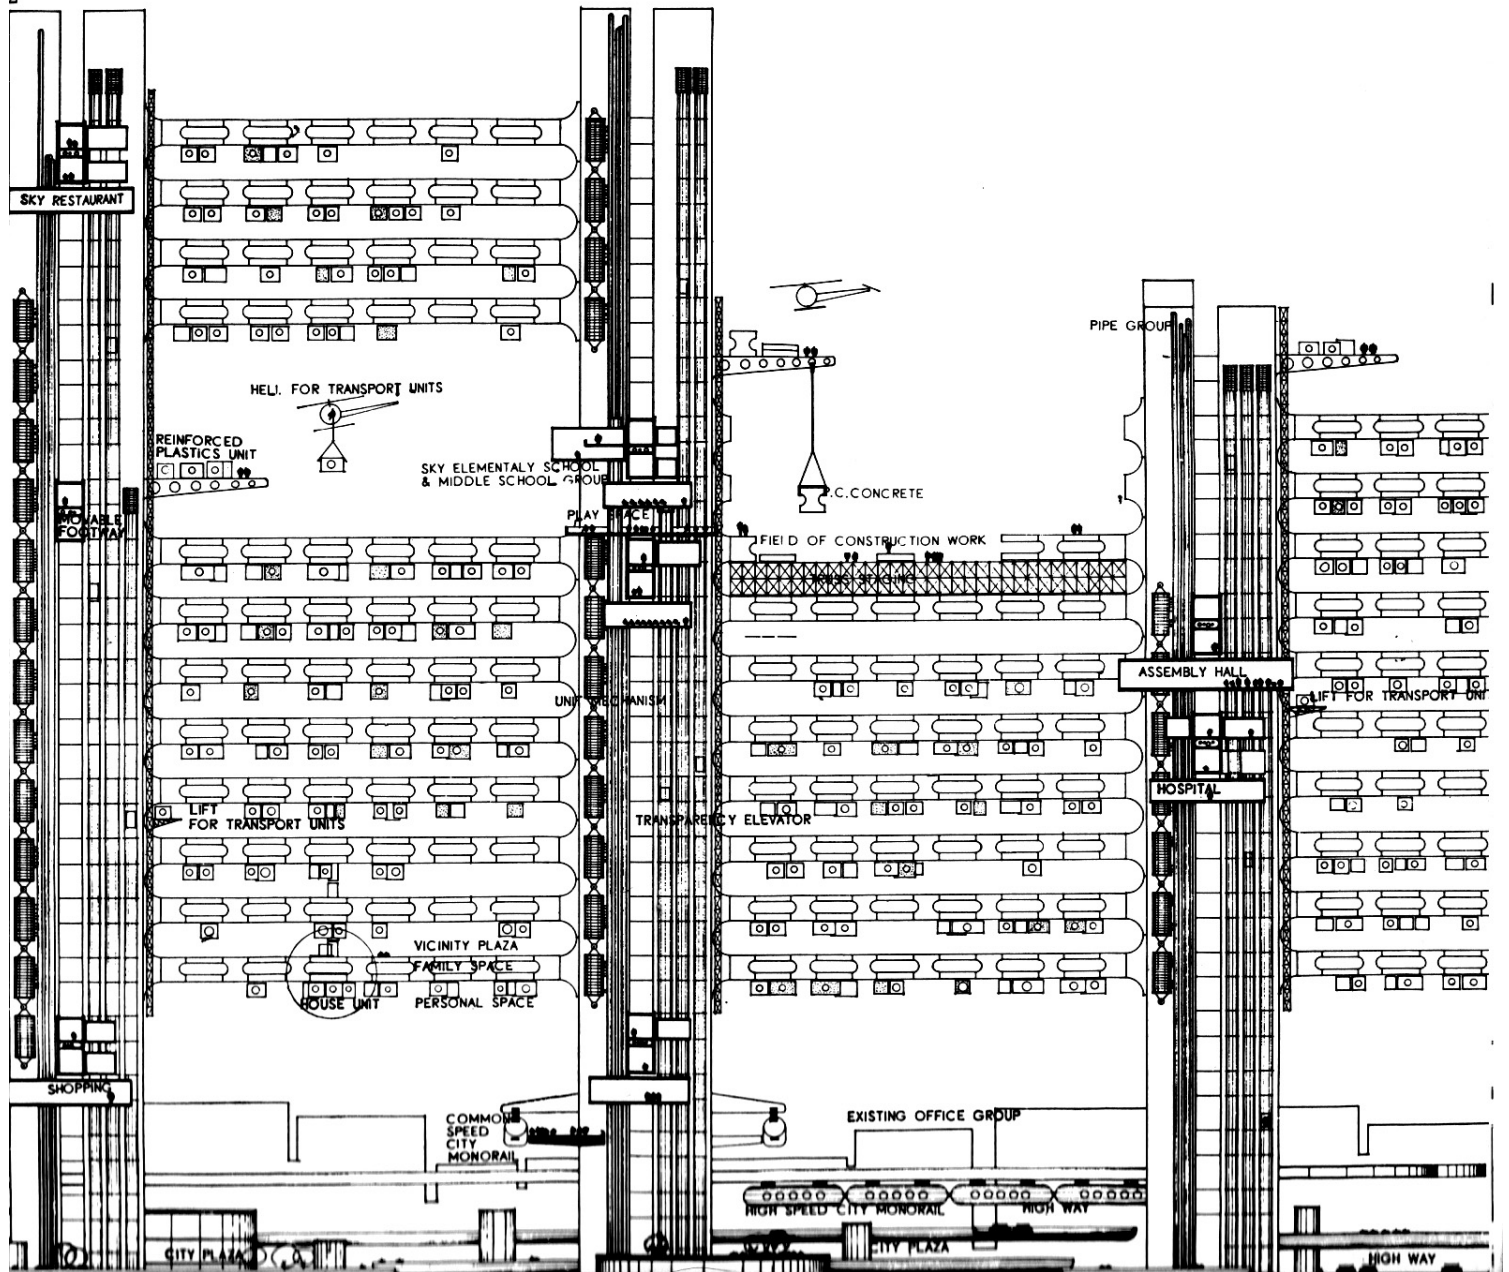 SKY RESTAURANT
PIPE GROUP
HELI. FOR TRANSPORT UNITS
REINFORCED
PLASTICS UNIT
SKY ELEMENTALY SCHOOL
& MIDDLE SCHOOL GROUP
P.C.CONCRETE
MOVABLE
FOOTWAY
PLAY SPACE
FIELD OF CONSTRUCTION WORK
TRUSS STAGING
ASSEMBLY HALL
UNIT MECHANISM
LIFT FOR TRANSPORT UNI
HOSPITAL
LIFT
FOR TRANSPORT UNITS
TRANSPARENCY ELEVATOR
VICINITY PLAZA
FAMILY SPACE
HOUSE UNIT
PERSONAL SPACE
SHOPPING
COMMON
SPEED
CITY
MONORAIL
EXISTING OFFICE GROUP
HIGH SPEED CITY MONORAIL
HIGH WAY
CITY PLAZA
CITY PLAZA
HIGH WAY